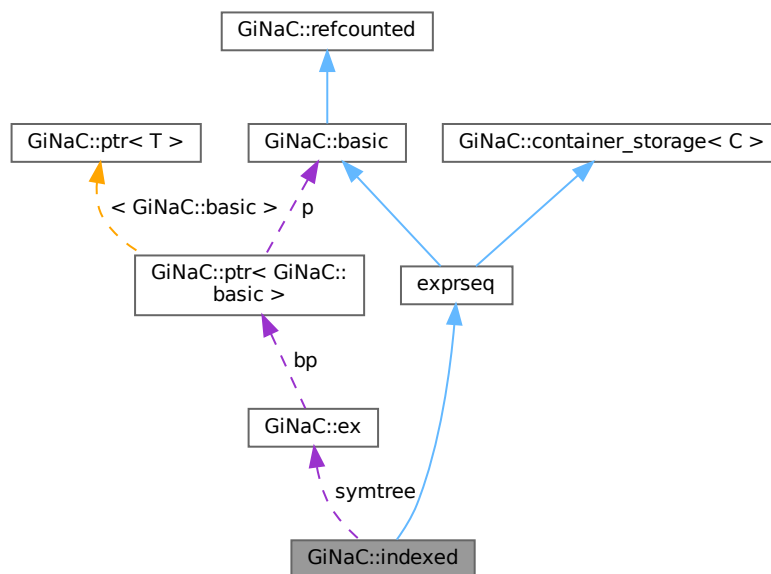 GiNaC::refcounted
GiNaC::ptr< T >
GiNaC::basic
GiNaC::container_storage< C >
< GiNaC::basic >
p
GiNaC::ptr< GiNaC::
basic >
exprseq
bp
GiNaC::ex
symtree
GiNaC::indexed